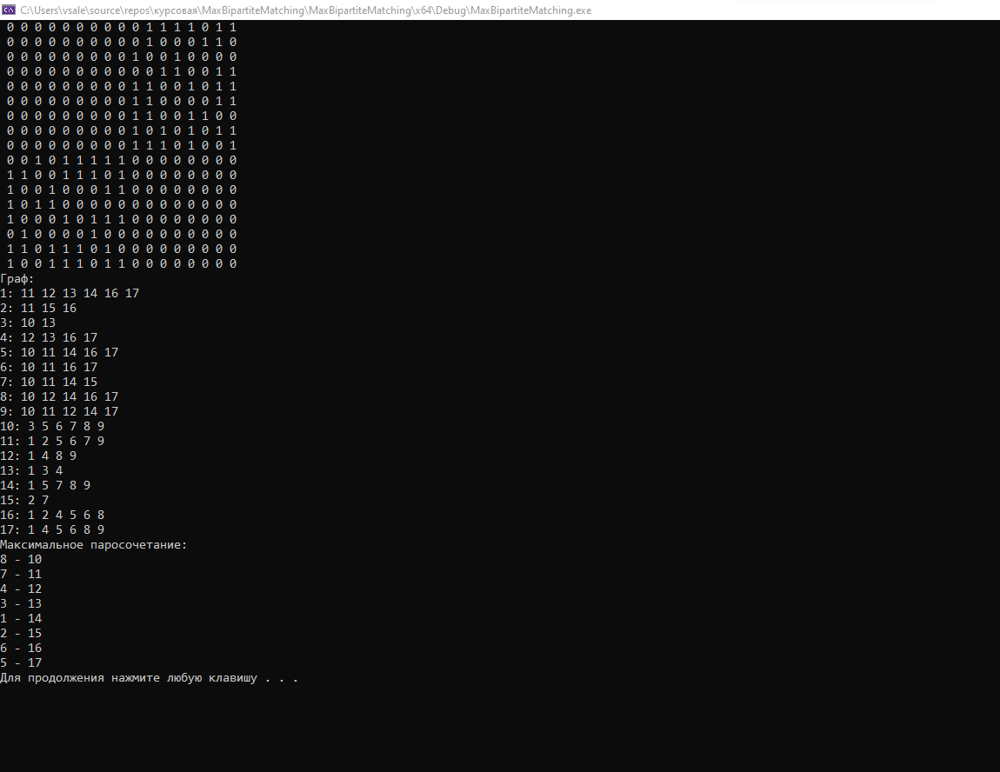 C:\Users\vsale\source\repos\курсовая\MaxBipartiteMatching\MaxBipartiteMatching\x64\Debug\MaxBipartiteMatching.exe
0 0 0 0 0 0 0 0 0 0 1 1 1 1 0 1 1
0 0 0 0 0 0 0 0 0 0 1 0 0 0 1 1 0
0 0 0 0 0 0 0 0 0 1 0 0 1 0 0 0 0
0 0 0 0 0 0 0 0 0 0 0 1 1 0 0 1 1
0 0 0 0 0 0 0 0 0 1 1 0 0 1 0 1 1
0 0 0 0 0 0 0 0 0 1 1 0 0 0 0 1 1
0 0 0 0 0 0 0 0 0 1 1 0 0 1 1 0 0
0 0 0 0 0 0 0 0 0 1 0 1 0 1 0 1 1
0 0 0 0 0 0 0 0 0 1 1 1 0 1 0 0 1
0 0 1 0 1 1 1 1 1 0 0 0 0 0 0 0 0
1 1 0 0 1 1 1 0 1 0 0 0 0 0 0 0 0
1 0 0 1 0 0 0 1 1 0 0 0 0 0 0 0 0
1 0 1 1 0 0 0 0 0 0 0 0 0 0 0 0 0
1 0 0 0 1 0 1 1 1 0 0 0 0 0 0 0 0
0 1 0 0 0 0 1 0 0 0 0 0 0 0 0 0 0
1 1 0 1 1 1 0 1 0 0 0 0 0 0 0 0 0
1 0 0 1 1 1 0 1 1 0 0 0 0 0 0 0 0
Граф:
1: 11 12 13 14 16 17
2: 11 15 16
3: 10 13
4: 12 13 16 17
5: 10 11 14 16 17
6: 10 11 16 17
7: 10 11 14 15
8: 10 12 14 16 17
9: 10 11 12 14 17
10: 3 5 6 7 8 9
11: 1 2 5 6 7 9
12: 1 4 8 9
13: 1 3 4
14: 1 5 7 8 9
15: 2 7
16: 1 2 4 5 6 8
17: 1 4 5 6 8 9
Максимальное паросочетание:
8 - 10
7 - 11
4 - 12
3 - 13
1 - 14
2 - 15
6 - 16
5 - 17
Для продолжения нажмите любую клавишу . . .